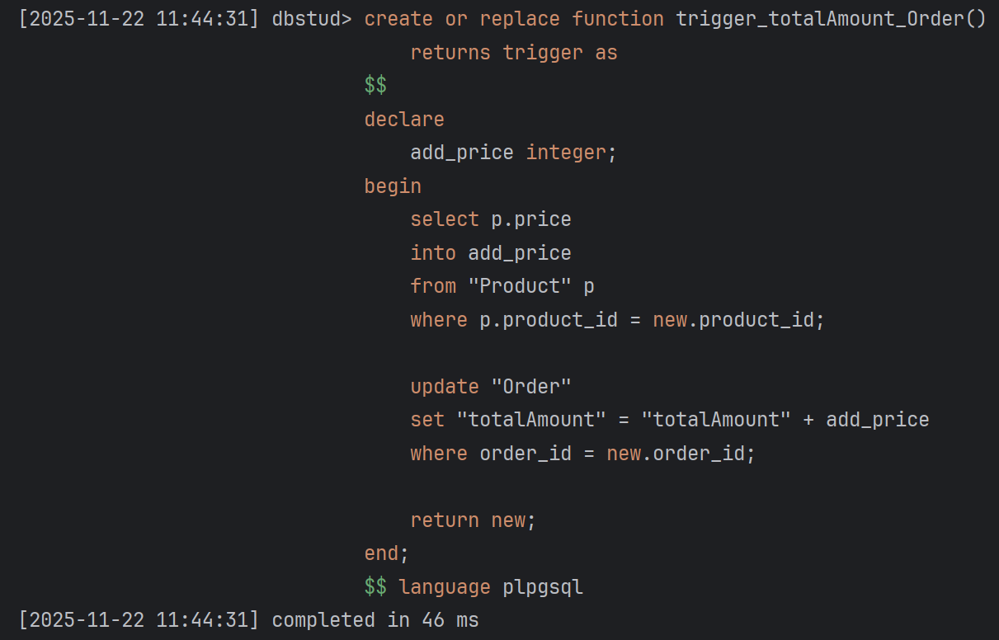 [2025-11-22 11:44:31] dbstud> create or replace function trigger_totalAmount_Order()
returns trigger as
$$
declare
add_price integer;
begin
select p.price
into add_price
from "Product" p
where p.product_id = new.product_id;
update "Order"
set "totalAmount" = "totalAmount" + add_price
where order_id = new.order_id;
return new;
end;
$$ language plpgsql
[2025-11-22 11:44:31] completed in 46 ms